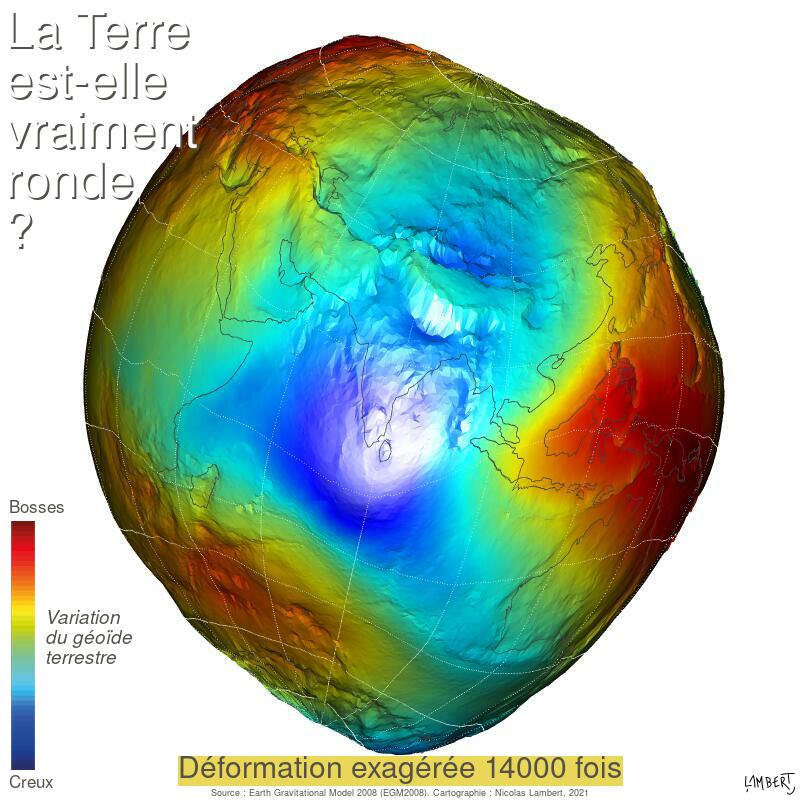 La Terre
est-elle
vraiment
ronde
?
Bosses
Variation
du géoïde
terrestre
Creux
Déformation exagérée 14000 fois
Source : Earth Gravitational Model 2008 (EGM2008). Cartographie : Nicolas Lambert, 2021
LAMBERT